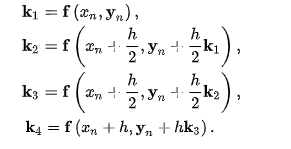 k₁ = f (xₙ, yₙ) ,
k₂ = f (xₙ + h/2, yₙ + h/2 k₁) ,
k₃ = f (xₙ + h/2, yₙ + h/2 k₂) ,
k₄ = f (xₙ + h, yₙ + hk₃) .